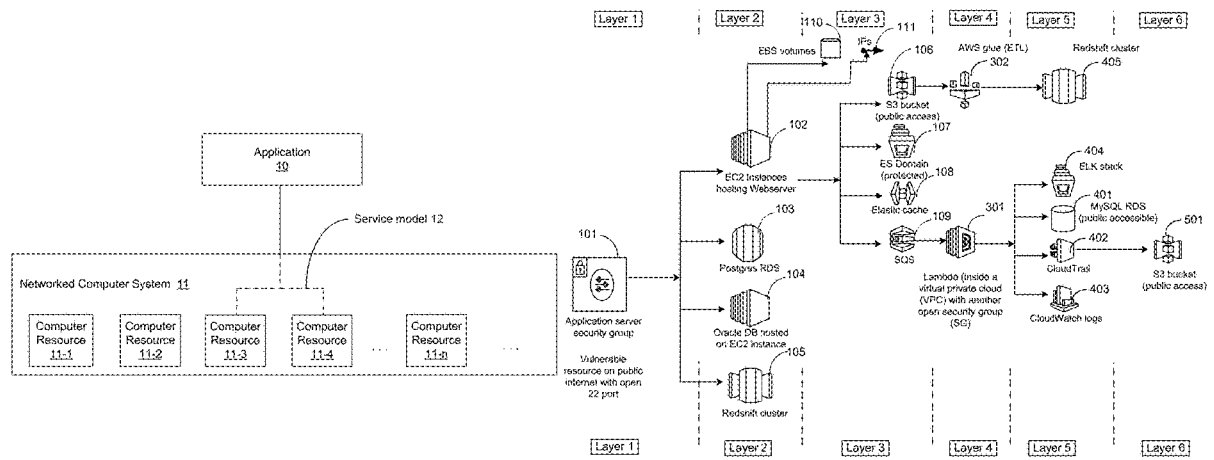 Application
10
Service model 12
Networked Computer System 11
Computer
Resource
11-1
Computer
Resource
11-2
Computer
Resource
11-3
Computer
Resource
11-4
...
Computer
Resource
11-n
...
Layer 1
Layer 2
Layer 3
Layer 4
Layer 5
Layer 6
101
Application server
security group
Vulnerable
resource on public
internet with open
22 port
102
EC2 Instances
hosting Webserver
103
Postgres RDS
104
Oracle DB hosted
on EC2 instance
105
Redshift cluster
EBS volumes
110
IPs
111
106
S3 bucket
(public access)
107
ES Domain
(protected)
108
Elastic cache
109
SQS
AWS glue (ETL)
302
301
Lambda (inside a
virtual private cloud
(VPC) with another
open security group
(SG)
Redshift cluster
405
404
ELK stack
401
MySQL RDS
(public accessible)
402
CloudTrail
403
CloudWatch logs
501
S3 bucket
(public access)
Layer 1
Layer 2
Layer 3
Layer 4
Layer 5
Layer 6